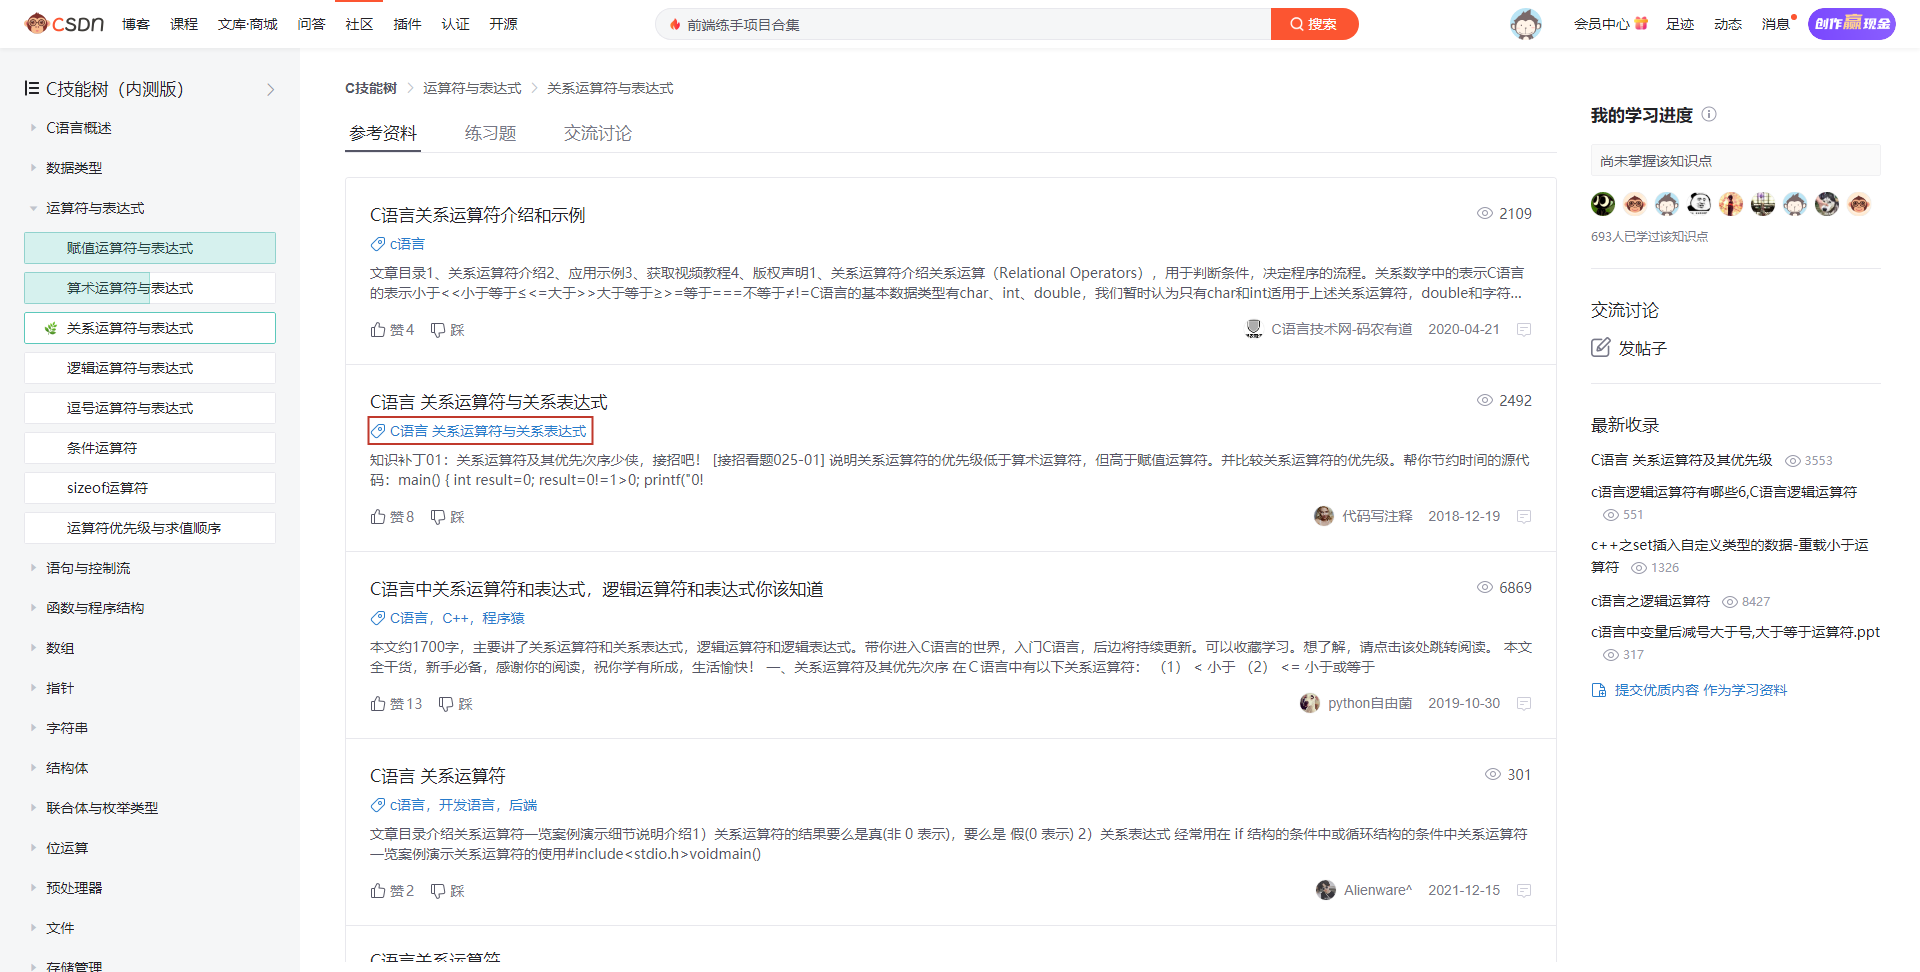 CSDN 博客 课程 文库·商城 问答 社区 插件 认证 开源 前端练手项目合集 搜索 会员中心 足迹 动态 消息 创作赢现金
C技能树（内测版）
C语言概述
数据类型
运算符与表达式
赋值运算符与表达式
算术运算符与表达式
关系运算符与表达式
逻辑运算符与表达式
逗号运算符与表达式
条件运算符
sizeof运算符
运算符优先级与求值顺序
语句与控制流
函数与程序结构
数组
指针
字符串
结构体
联合体与枚举类型
位运算
预处理器
文件
存储管理
C技能树 > 运算符与表达式 > 关系运算符与表达式
参考资料 练习题 交流讨论
C语言关系运算符介绍和示例 2109
c语言
文章目录1、关系运算符介绍2、应用示例3、获取视频教程4、版权声明1、关系运算符介绍关系运算（Relational Operators），用于判断条件，决定程序的流程。关系数学中的表示C语言
的表示小于<<小于等于≤<=大于>>大于等于≥>=等于===不等于≠!=C语言的基本数据类型有char、int、double，我们暂时认为只有char和int适用于上述关系运算符，double和字符...
赞4 踩 C语言技术网-码农有道 2020-04-21
C语言 关系运算符与关系表达式 2492
C语言 关系运算符与关系表达式
知识补丁01：关系运算符及其优先次序少侠，接招吧！ [接招看题025-01] 说明关系运算符的优先级低于算术运算符，但高于赋值运算符。并比较关系运算符的优先级。帮你节约时间的源代
码：main() { int result=0; result=0!=1>0; printf("0!
赞8 踩 代码写注释 2018-12-19
C语言中关系运算符和表达式，逻辑运算符和表达式你该知道 6869
C语言，C++，程序猿
本文约1700字，主要讲了关系运算符和关系表达式，逻辑运算符和逻辑表达式。带你进入C语言的世界，入门C语言，后边将持续更新。可以收藏学习。想了解，请点击该处跳转阅读。 本文
全干货，新手必备，感谢你的阅读，祝你学有所成，生活愉快！ 一、关系运算符及其优先次序 在C语言中有以下关系运算符： （1） < 小于 （2） <= 小于或等于
赞13 踩 python自由菌 2019-10-30
C语言 关系运算符 301
c语言，开发语言，后端
文章目录介绍关系运算符一览案例演示细节说明介绍1）关系运算符的结果要么是真(非 0 表示)，要么是 假(0 表示) 2）关系表达式 经常用在 if 结构的条件中或循环结构的条件中关系运算符
一览案例演示关系运算符的使用#include<stdio.h>voidmain()
赞2 踩 Alienware^ 2021-12-15
C语言关系运算符
我的学习进度
尚未掌握该知识点
693人已学过该知识点
交流讨论
发帖子
最新收录
C语言 关系运算符及其优先级 3553
c语言逻辑运算符有哪些6,C语言逻辑运算符
551
c++之set插入自定义类型的数据-重载小于运
算符 1326
c语言之逻辑运算符 8427
c语言中变量后减号大于号,大于等于运算符.ppt
317
提交优质内容 作为学习资料